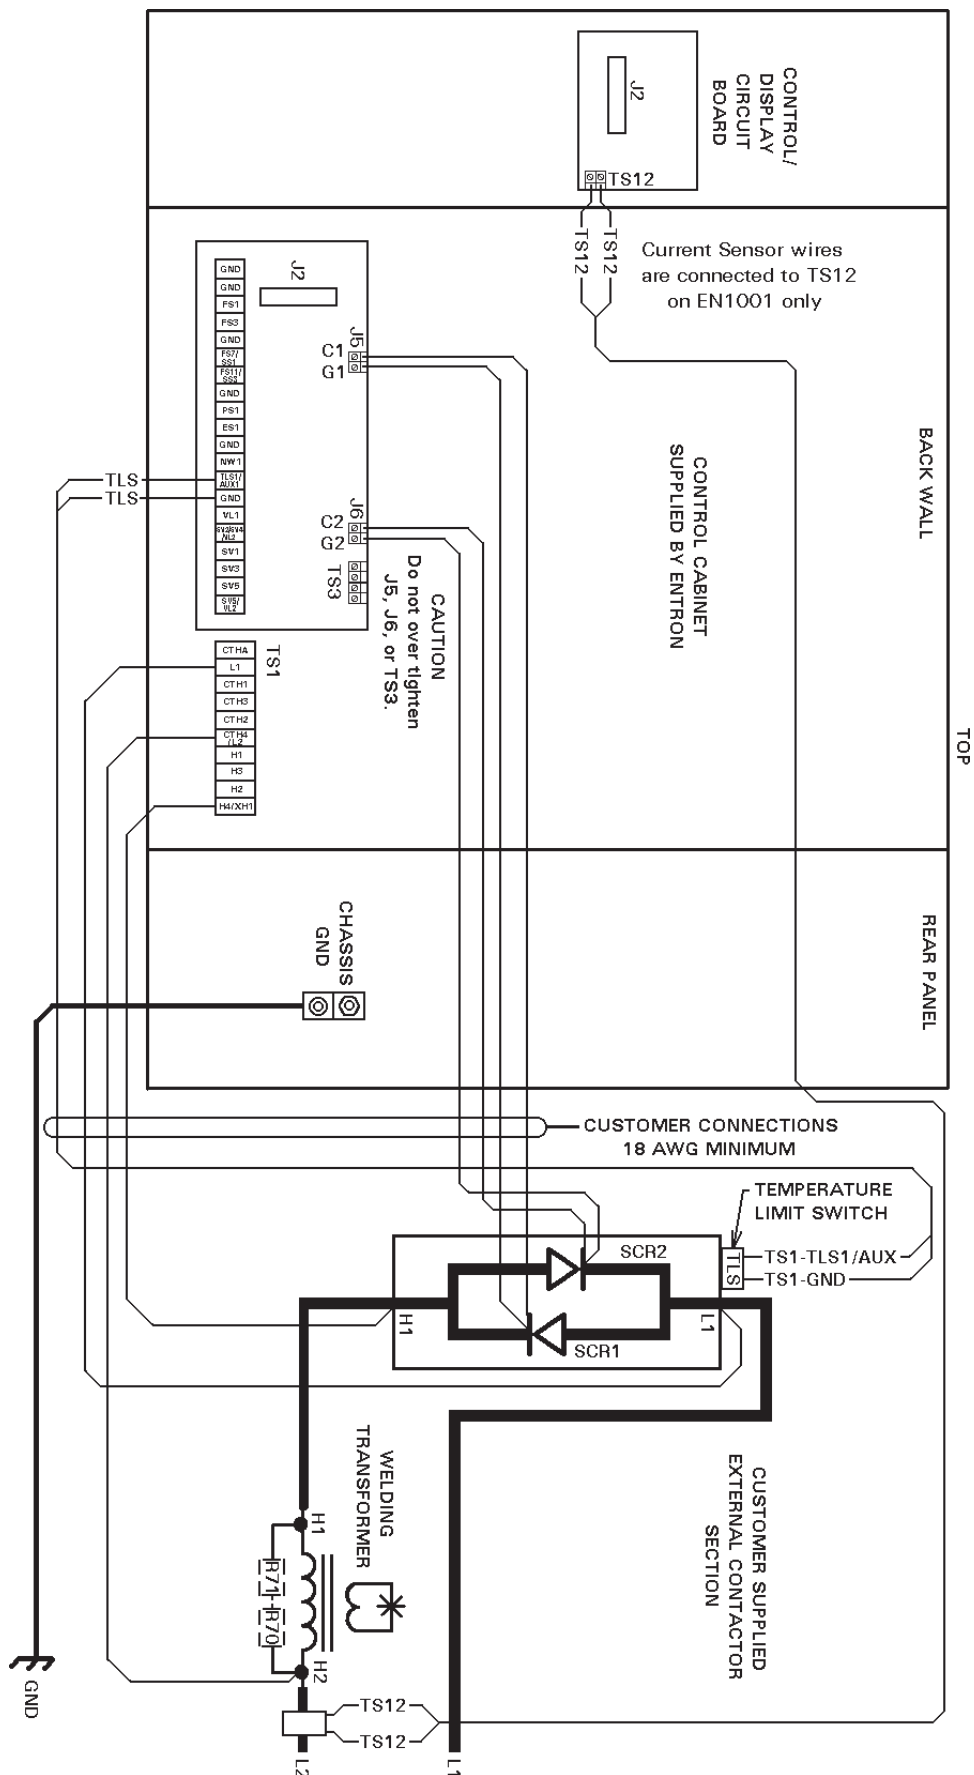 CONTROL/
DISPLAY
CIRCUIT
BOARD
J2
TS12
TS12
TS12
Current Sensor wires
are connected to TS12
on EN1001 only
J2
GND
GND
FS1
FS3
GND
FS7/
SS1
FS11/
SS2
GND
PS1
ES1
GND
NW1
TLS1/
AUX1
GND
VL1
SV2/SV4
/VL2
SV1
SV3
SV5
SV5/
VL2
J5
C1
G1
J6
C2
G2
TS3
TLS
TLS
CAUTION
Do not over tighten
J5, J6, or TS3.
CONTROL CABINET
SUPPLIED BY ENTRON
BACK WALL
TS1
CTHA
L1
CTH1
CTH3
CTH2
CTH4
/L2
H1
H3
H2
H4/XH1
TOP
CHASSIS
GND
REAR PANEL
CUSTOMER CONNECTIONS
18 AWG MINIMUM
TEMPERATURE
LIMIT SWITCH
TLS
TS1-TLS1/AUX
TS1-GND
SCR2
SCR1
H1
L1
WELDING
TRANSFORMER
CUSTOMER SUPPLIED
EXTERNAL CONTACTOR
SECTION
H1
R71
R70
H2
GND
TS12
TS12
L2
L1